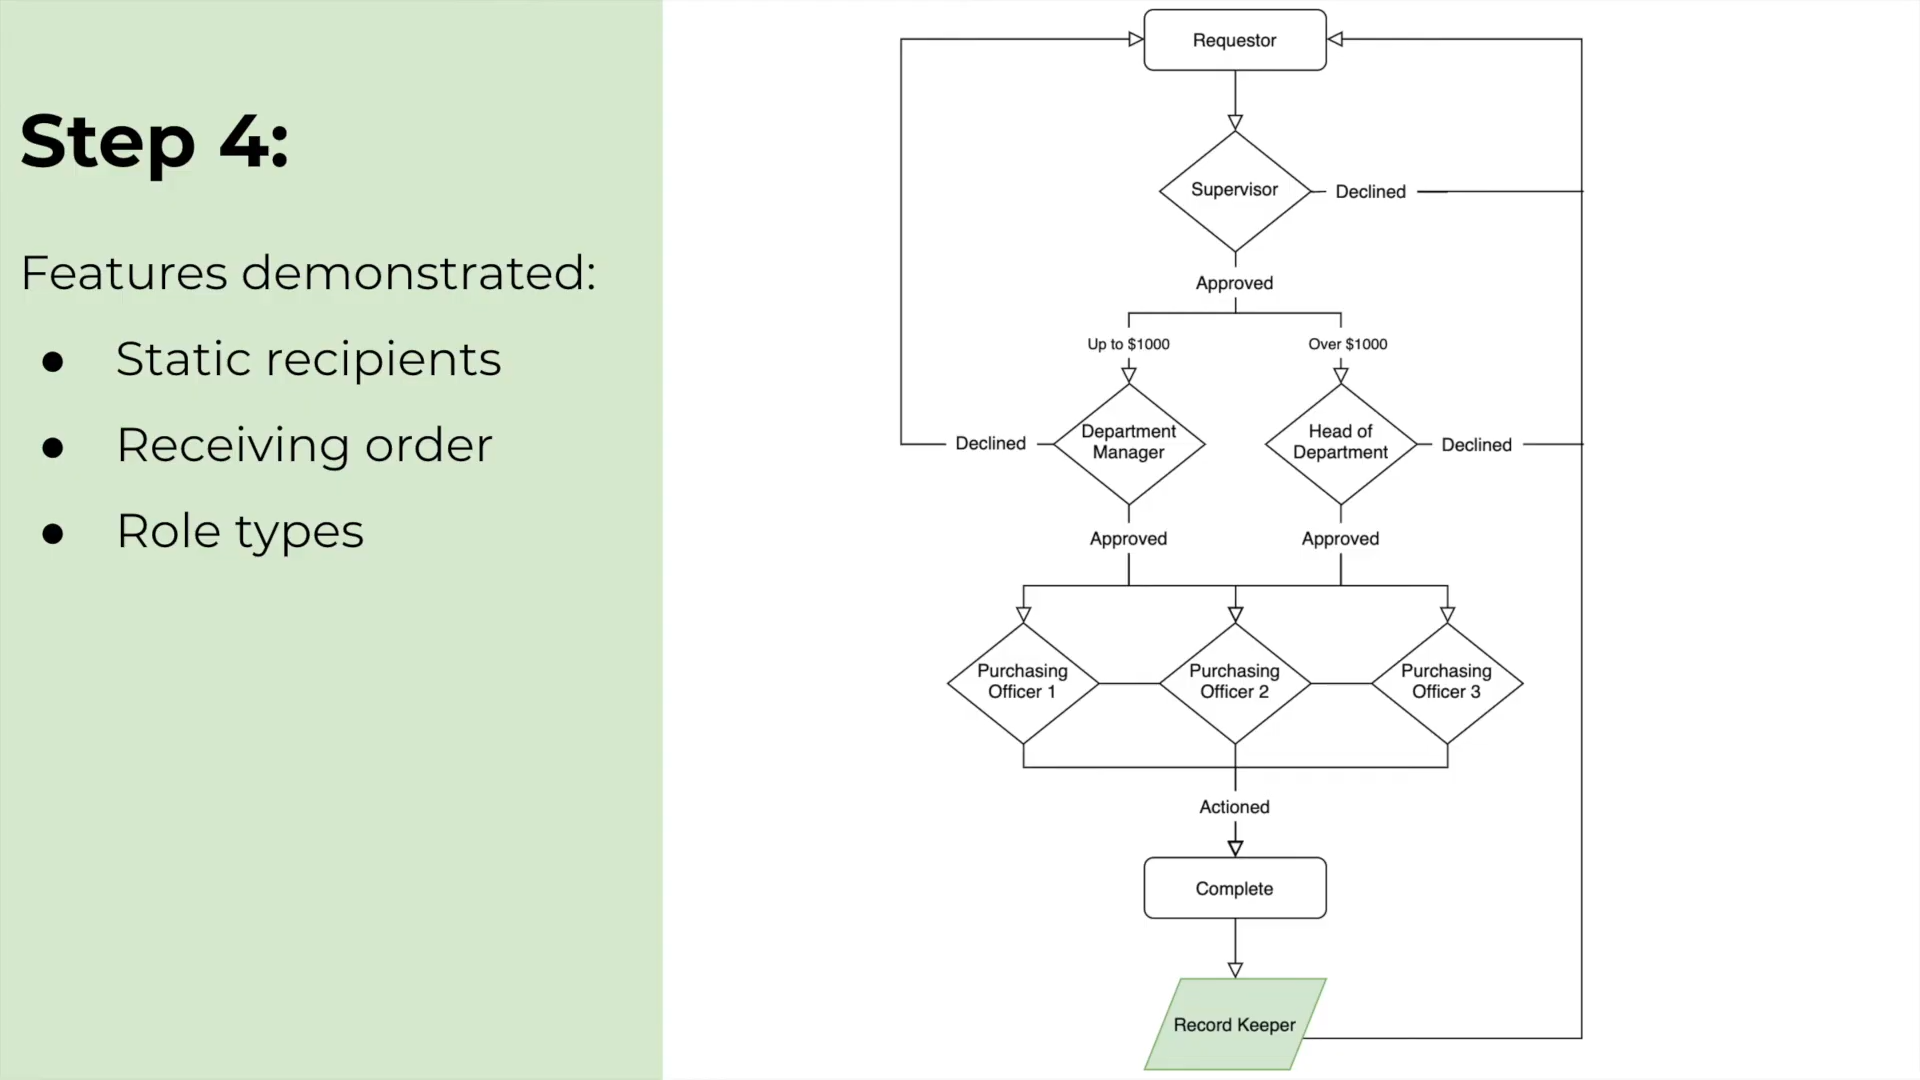 Step 4:
Features demonstrated:
● Static recipients
● Receiving order
● Role types
Requestor
Supervisor
Declined
Approved
Up to $1000
Over $1000
Declined
Department
Manager
Head of
Department
Declined
Approved
Approved
Purchasing
Officer 1
Purchasing
Officer 2
Purchasing
Officer 3
Actioned
Complete
Record Keeper